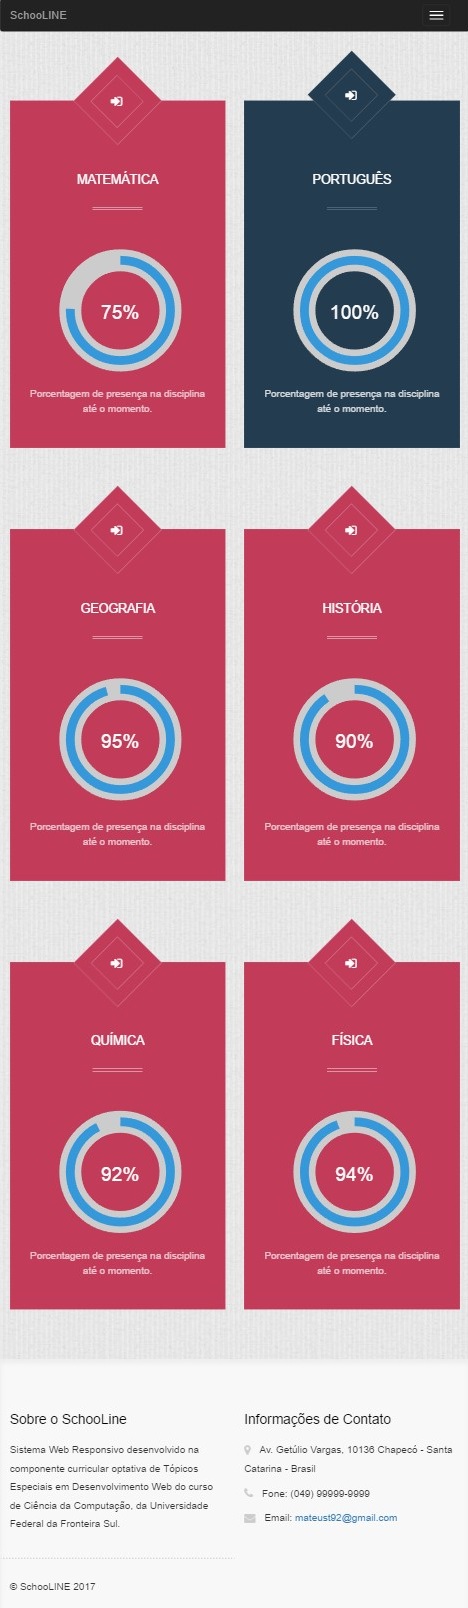 SchooLINE
MATEMÁTICA
75%
Porcentagem de presença na disciplina
até o momento.
PORTUGUÊS
100%
Porcentagem de presença na disciplina
até o momento.
GEOGRAFIA
95%
Porcentagem de presença na disciplina
até o momento.
HISTÓRIA
90%
Porcentagem de presença na disciplina
até o momento.
QUÍMICA
92%
Porcentagem de presença na disciplina
até o momento.
FÍSICA
94%
Porcentagem de presença na disciplina
até o momento.
Sobre o SchooLine
Sistema Web Responsivo desenvolvido na
componente curricular optativa de Tópicos
Especiais em Desenvolvimento Web do curso
de Ciência da Computação, da Universidade
Federal da Fronteira Sul.
Informações de Contato
Av. Getúlio Vargas, 10136 Chapecó - Santa
Catarina - Brasil
Fone: (049) 99999-9999
Email: mateust92@gmail.com
© SchooLINE 2017